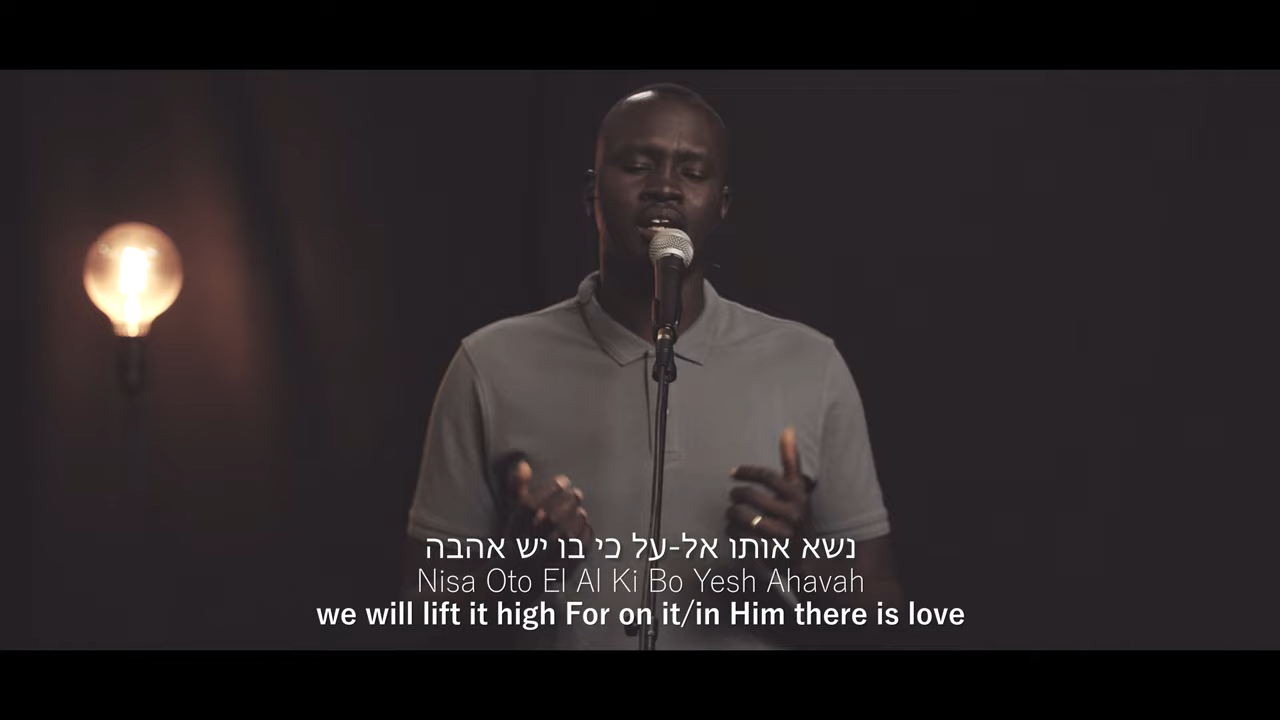 נשא אותו אל-על כי בו יש אהבה
Nisa Oto El Al Ki Bo Yesh Ahavah
we will lift it high For on it/in Him there is love